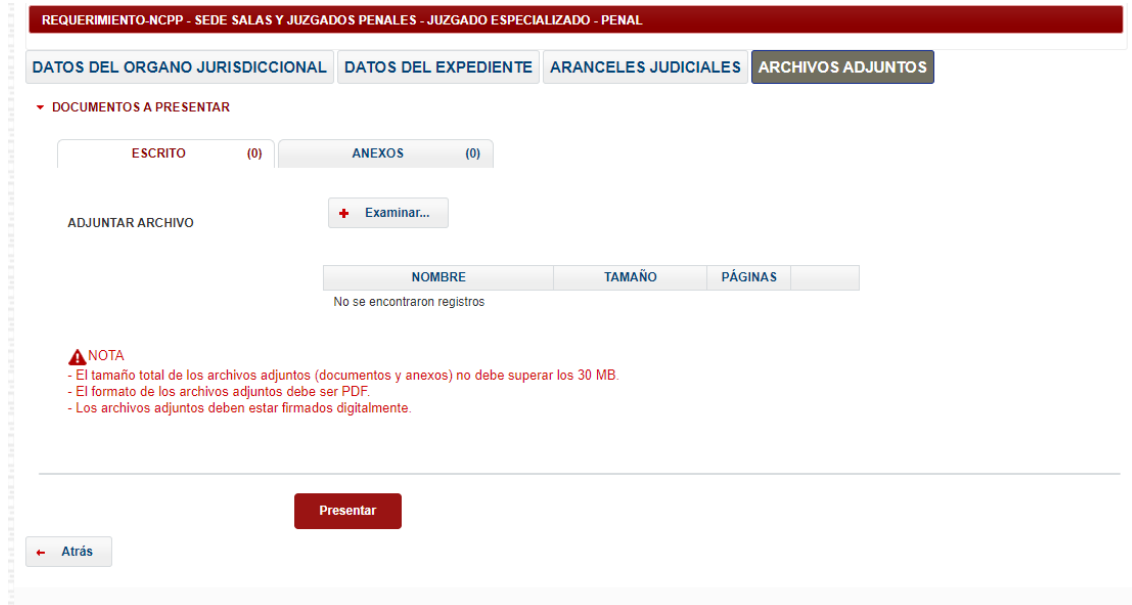 REQUERIMIENTO-NCPP - SEDE SALAS Y JUZGADOS PENALES - JUZGADO ESPECIALIZADO - PENAL
DATOS DEL ORGANO JURISDICCIONAL DATOS DEL EXPEDIENTE ARANCELES JUDICIALES ARCHIVOS ADJUNTOS
DOCUMENTOS A PRESENTAR
ESCRITO (0) ANEXOS (0)
ADJUNTAR ARCHIVO Examinar...
NOMBRE TAMAÑO PÁGINAS
No se encontraron registros
NOTA
- El tamaño total de los archivos adjuntos (documentos y anexos) no debe superar los 30 MB.
- El formato de los archivos adjuntos debe ser PDF.
- Los archivos adjuntos deben estar firmados digitalmente.
Presentar
Atrás